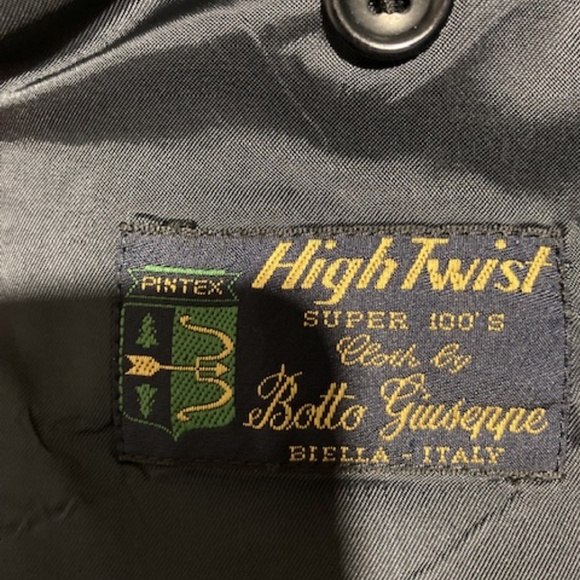 PINTEX
High Twist
SUPER 100'S
Cloth by
Botto Giuseppe
BIELLA - ITALY